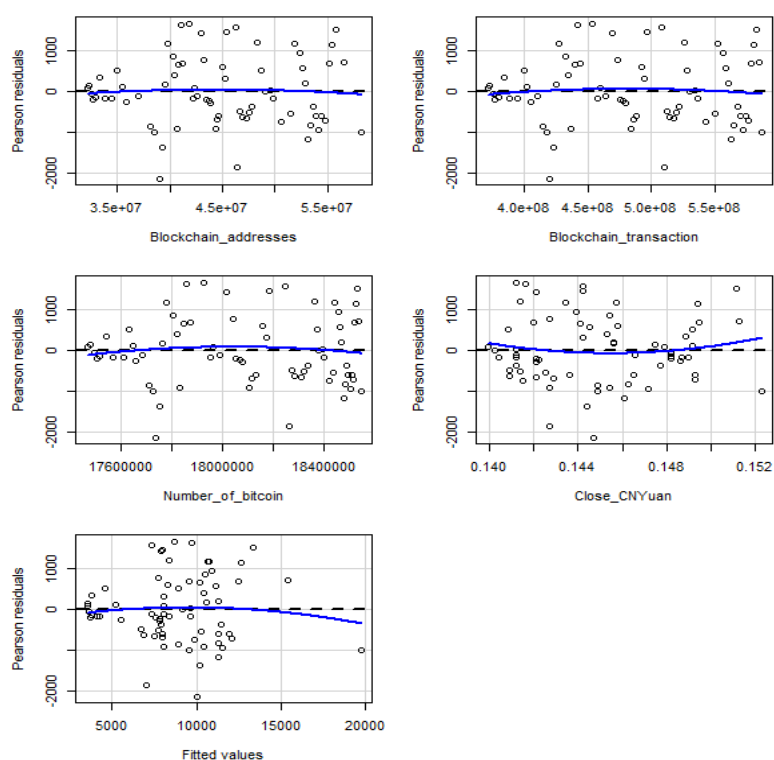 Pearson residuals
-2000 0 1000
3.5e+07 4.5e+07 5.5e+07
Blockchain_addresses
Pearson residuals
-2000 0 1000
4.0e+08 4.5e+08 5.0e+08 5.5e+08
Blockchain_transaction
Pearson residuals
-2000 0 1000
17600000 18000000 18400000
Number_of_bitcoin
Pearson residuals
-2000 0 1000
0.140 0.144 0.148 0.152
Close_CNYuan
Pearson residuals
-2000 0 1000
5000 10000 15000 20000
Fitted values